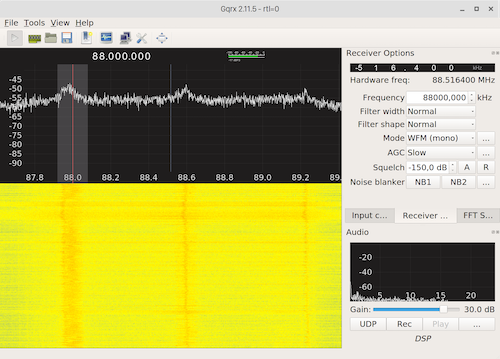 Gqrx 2.11.5 - rtl=0
File Tools View Help
88.000.000
-45
-50
-55
-60
-65
-70
-75
-80
-85
-90
87.8 88.0 88.2 88.4 88.6 88.8 89.0 89.2
Receiver Options
- 5 1 6 . 4 0 0
Hardware freq: 88.516400 MHz
Frequency 88000,000 kHz
Filter width Normal
Filter shape Normal
Mode WFM (mono) ...
AGC Slow ...
Squelch -150,0 dB A R
Noise blanker NB1 NB2 ...
Input c... Receiver ... FFT S...
Audio
-20
-40
-60
5 10 15 20
Gain: 30.0 dB
UDP Rec Play ...
DSP